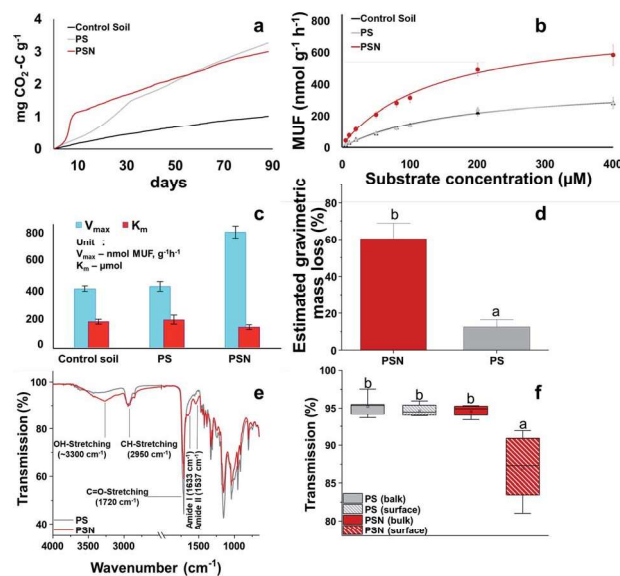 a
Control Soil
PS
PSN
mg CO₂-C g⁻¹
4
3
2
1
0
10
30
50
70
90
days
b
Control Soil
PS
PSN
MUF (nmol g⁻¹ h⁻¹)
800
600
400
200
0
0
100
200
300
400
Substrate concentration (µM)
c
Vmax
Km
Unit :
Vmax – nmol MUF, g⁻¹h⁻¹
Km – µmol
800
600
400
200
0
Control soil
PS
PSN
d
Estimated gravimetric
mass loss (%)
80
60
40
20
0
b
a
PSN
PS
e
Transmission (%)
100
80
60
40
OH-Stretching
(~3300 cm⁻¹)
CH-Stretching
(2950 cm⁻¹)
C=O-Stretching
(1720 cm⁻¹)
Amide I (1633 cm⁻¹)
Amide II (1537 cm⁻¹)
PS
PSN
4000
3000
1500
1000
Wavenumber (cm⁻¹)
f
Transmission (%)
100
95
90
85
80
b
b
b
a
PS (balk)
PS (surface)
PSN (bulk)
PSN (surface)